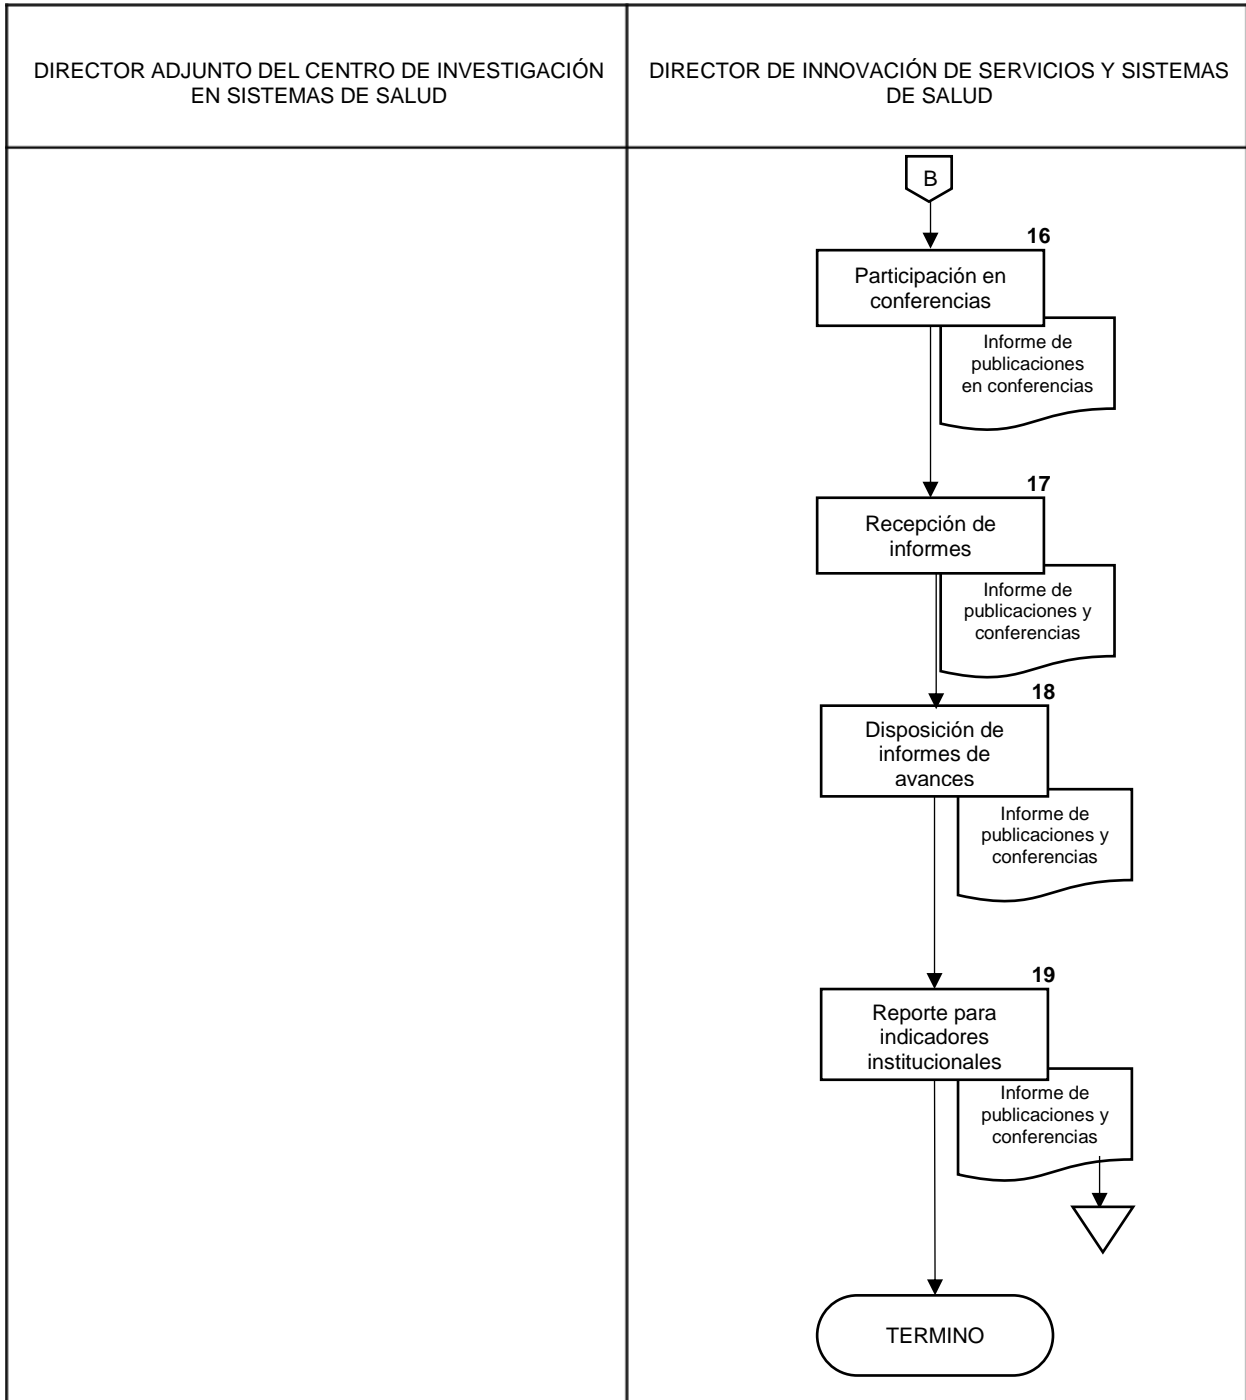 DIRECTOR ADJUNTO DEL CENTRO DE INVESTIGACIÓN
EN SISTEMAS DE SALUD
DIRECTOR DE INNOVACIÓN DE SERVICIOS Y SISTEMAS
DE SALUD
B
16
Participación en
conferencias
Informe de
publicaciones
en conferencias
17
Recepción de
informes
Informe de
publicaciones y
conferencias
18
Disposición de
informes de
avances
Informe de
publicaciones y
conferencias
19
Reporte para
indicadores
institucionales
Informe de
publicaciones y
conferencias
TERMINO